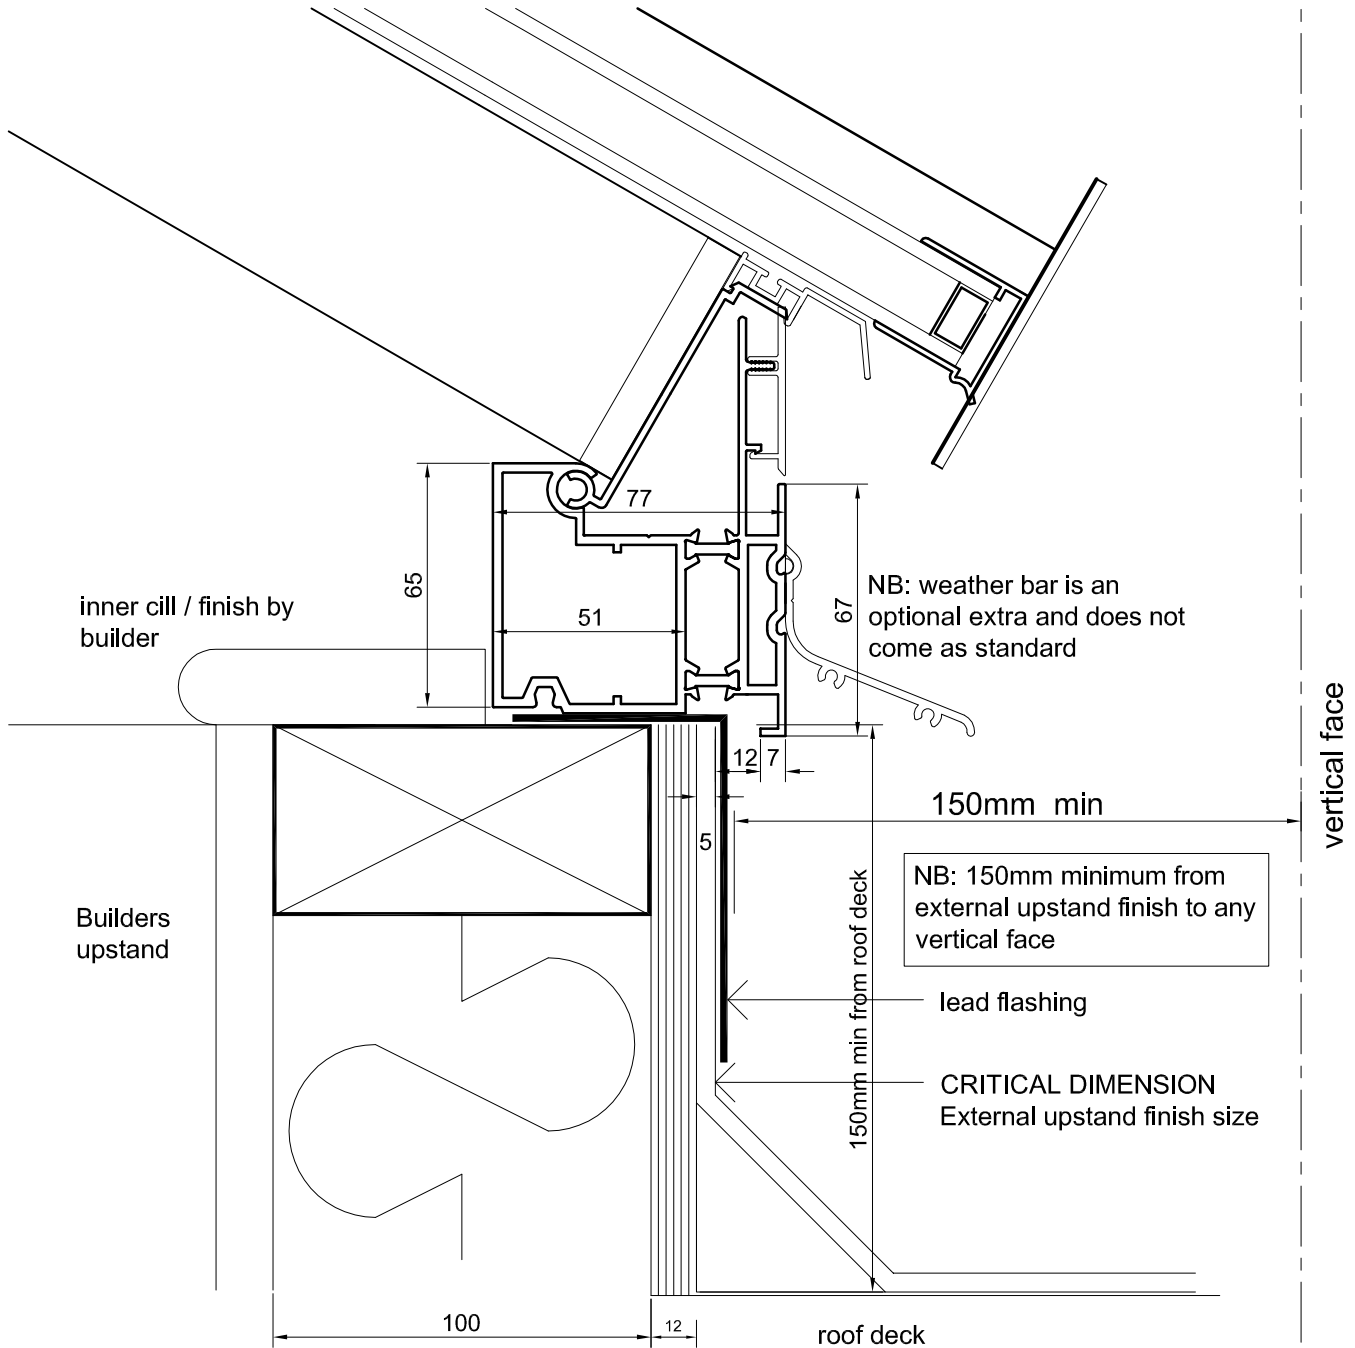 77
65
51
67
inner cill / finish by
builder
NB: weather bar is an
optional extra and does not
come as standard
12
7
5
150mm min
vertical face
NB: 150mm minimum from
external upstand finish to any
vertical face
Builders
upstand
150mm min from roof deck
lead flashing
CRITICAL DIMENSION
External upstand finish size
100
12
roof deck